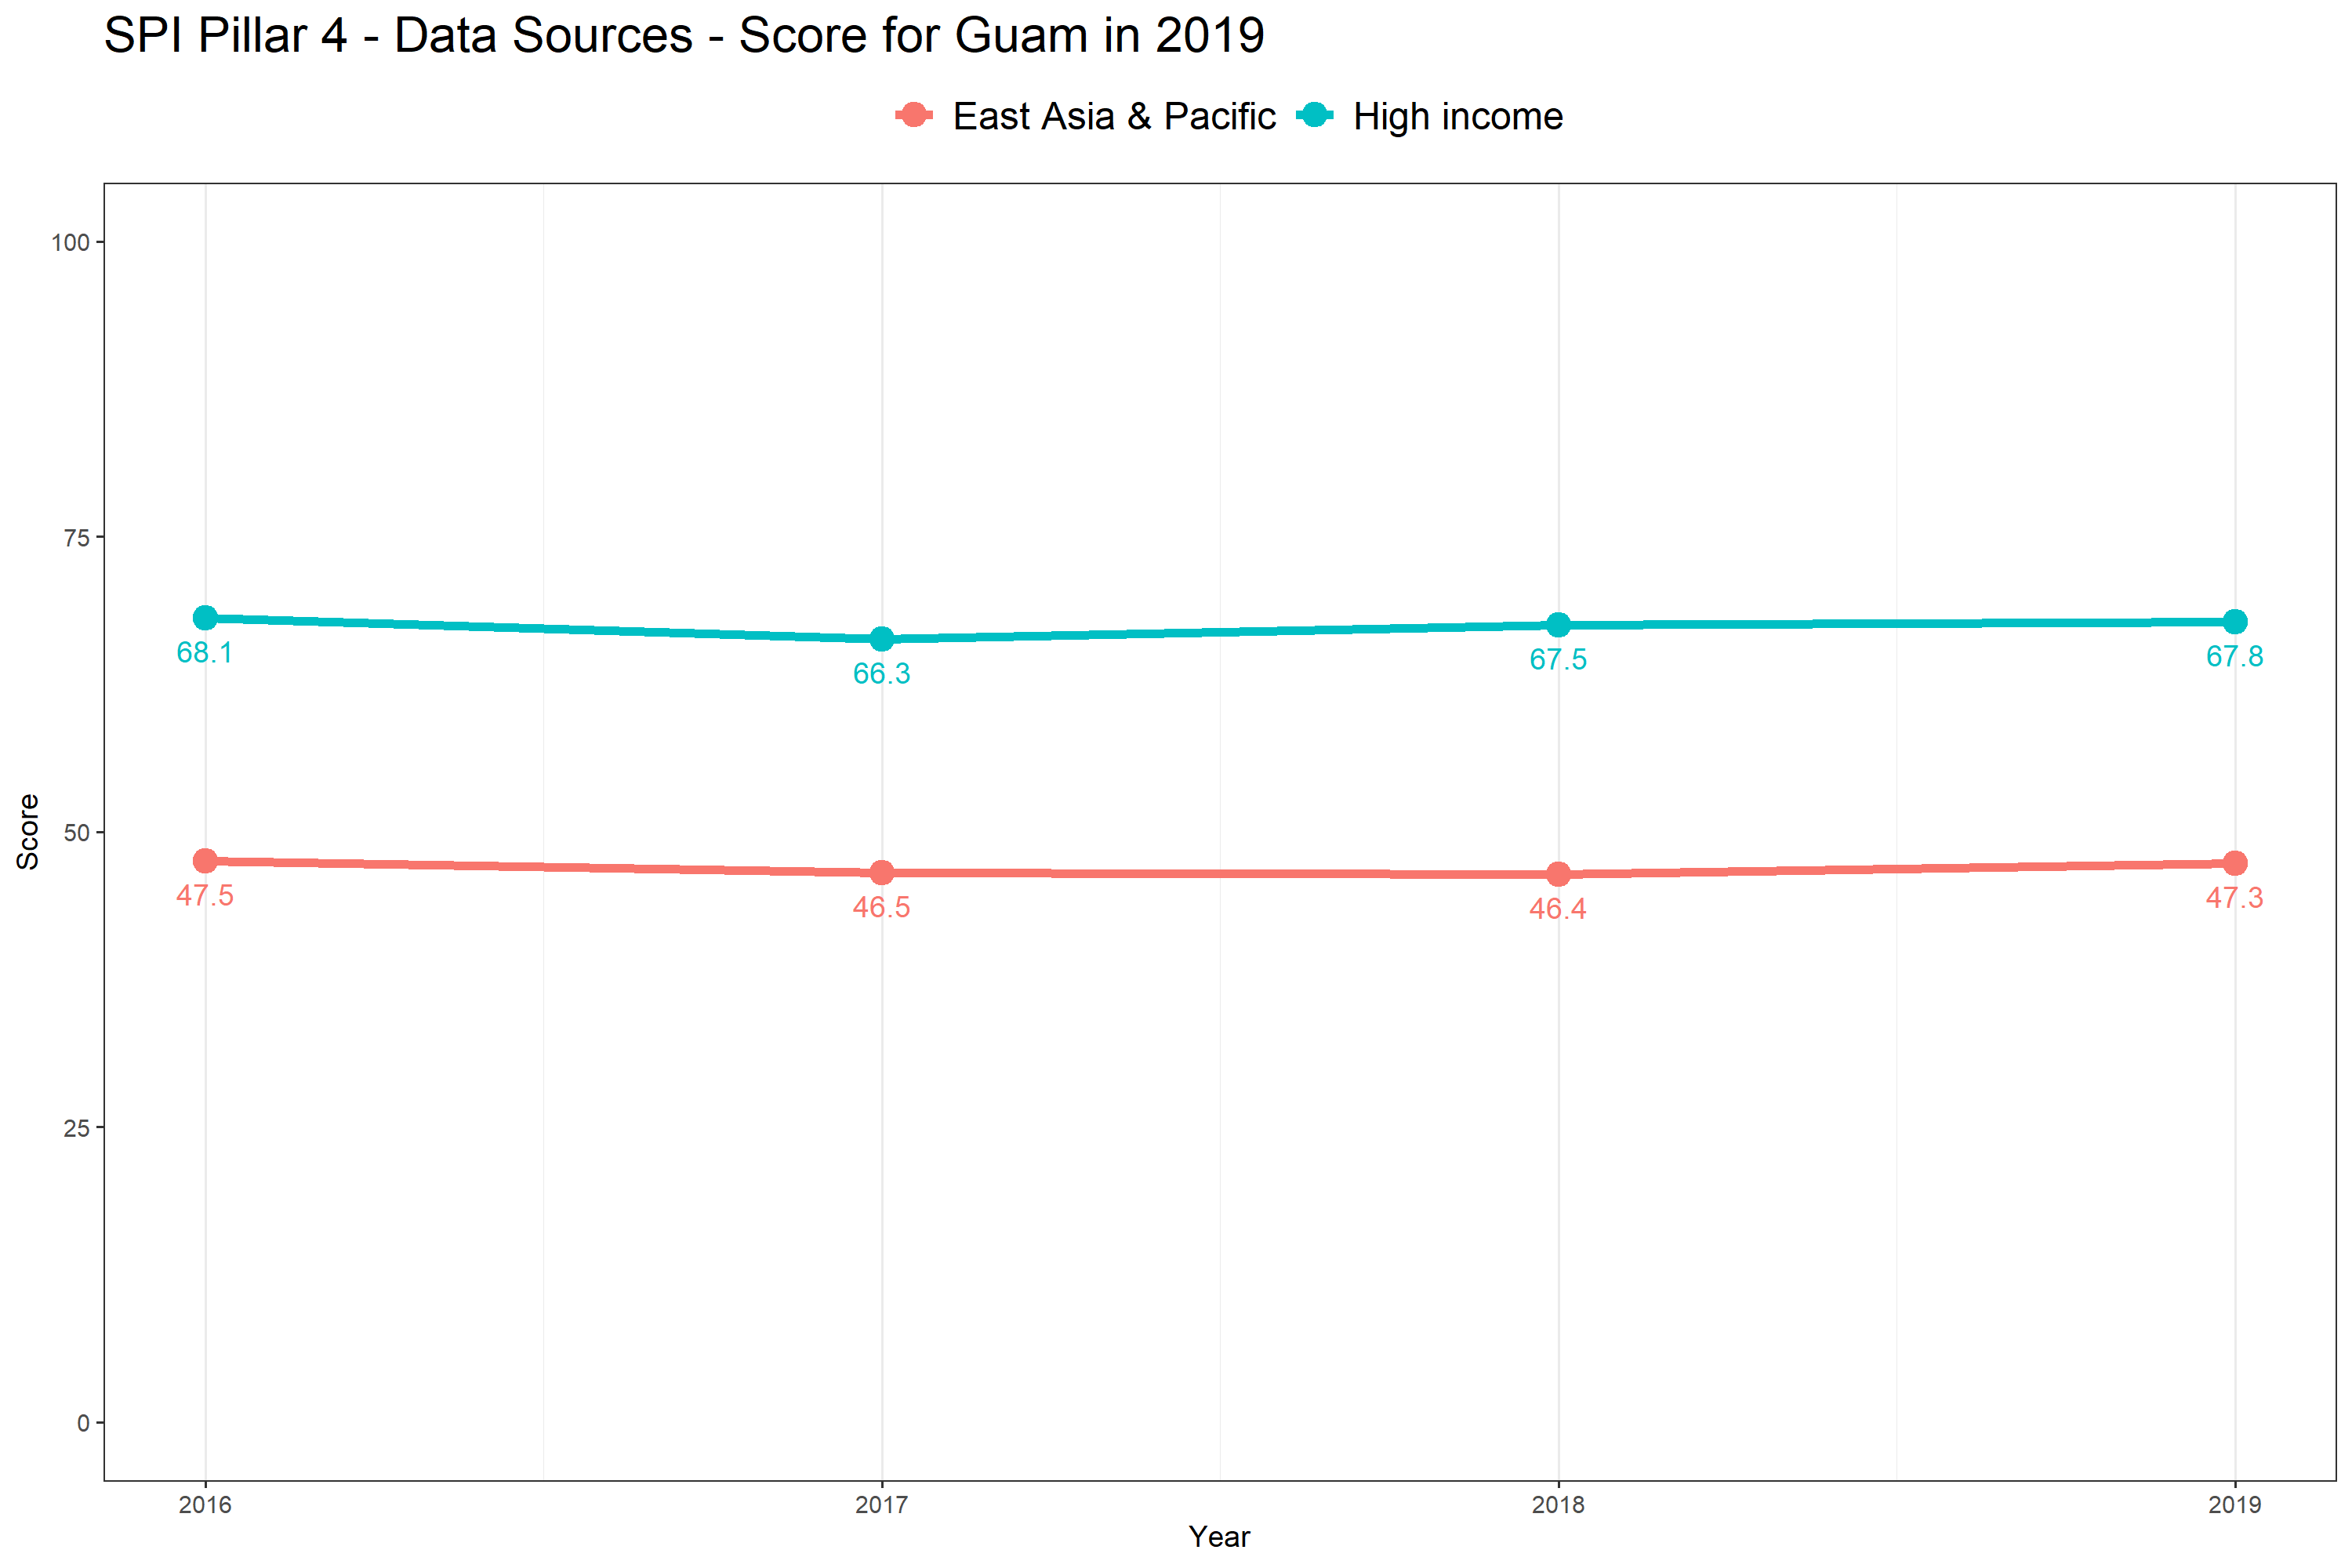 SPI Pillar 4 - Data Sources - Score for Guam in 2019
East Asia & Pacific High income
100
75
50
25
0
Score
68.1
66.3
67.5
67.8
47.5
46.5
46.4
47.3
2016 2017 2018 2019
Year